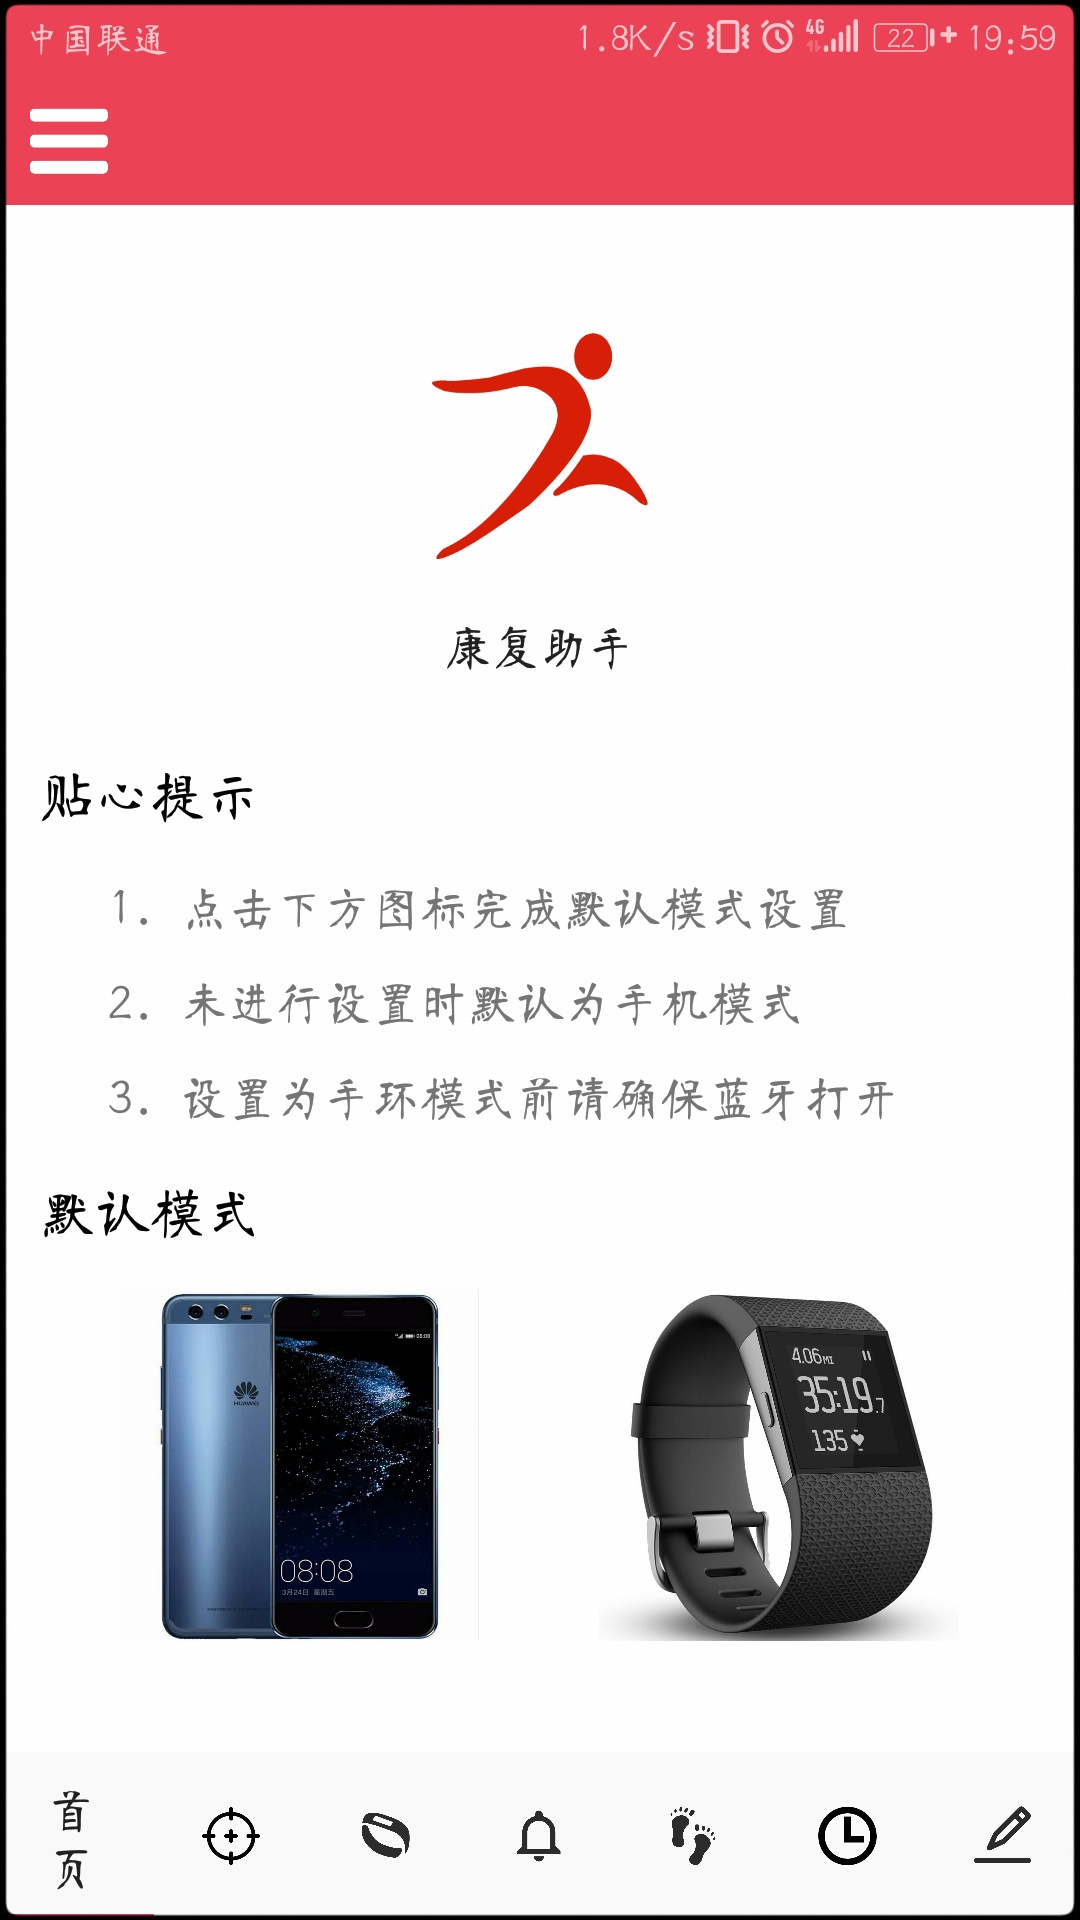 中国联通 1.8K/s 4G 22 19:59
康复助手
贴心提示
1. 点击下方图标完成默认模式设置
2. 未进行设置时默认为手机模式
3. 设置为手环模式前请确保蓝牙打开
默认模式
HUAWEI
08:08
08:08
3月24日 星期五
4.06MI
35:19.7
135
首
页